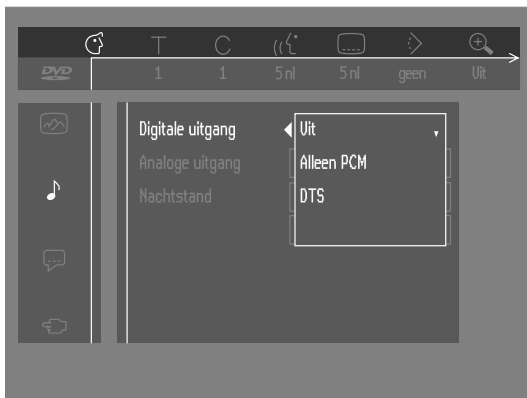 T C
DVD 1 1 5 nl 5 nl geen Uit
Digitale uitgang Uit
Analoge uitgang Alleen PCM
Nachtstand DTS